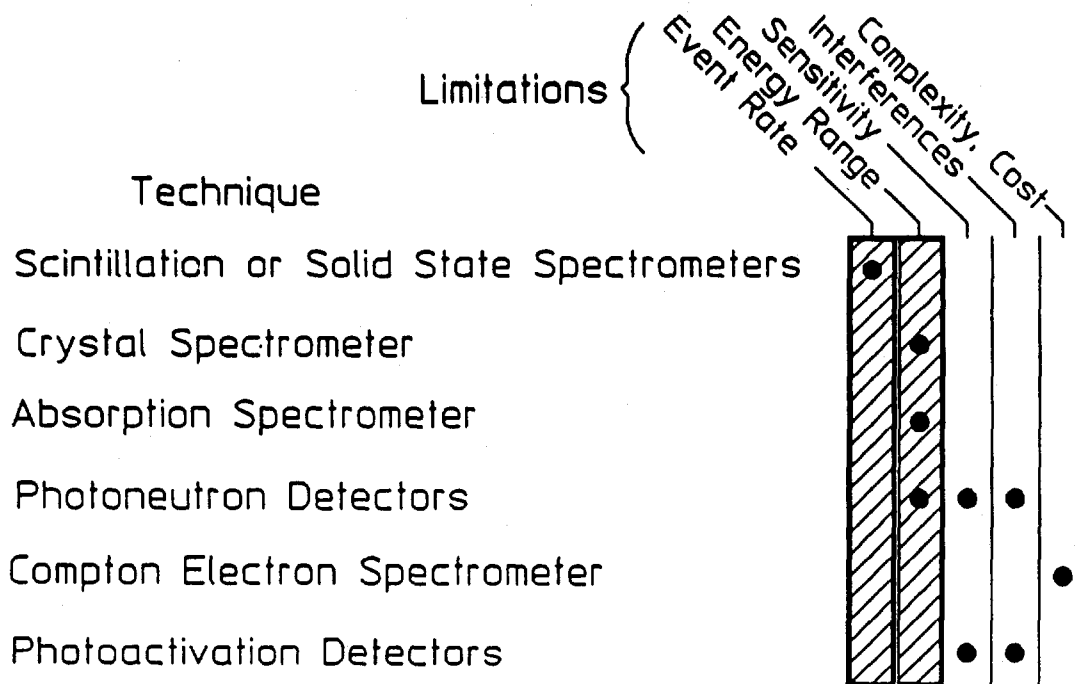 Limitations
Event Rate
Energy Range
Sensitivity
Interferences
Complexity, Cost
Technique
Scintillation or Solid State Spectrometers
Crystal Spectrometer
Absorption Spectrometer
Photoneutron Detectors
Compton Electron Spectrometer
Photoactivation Detectors